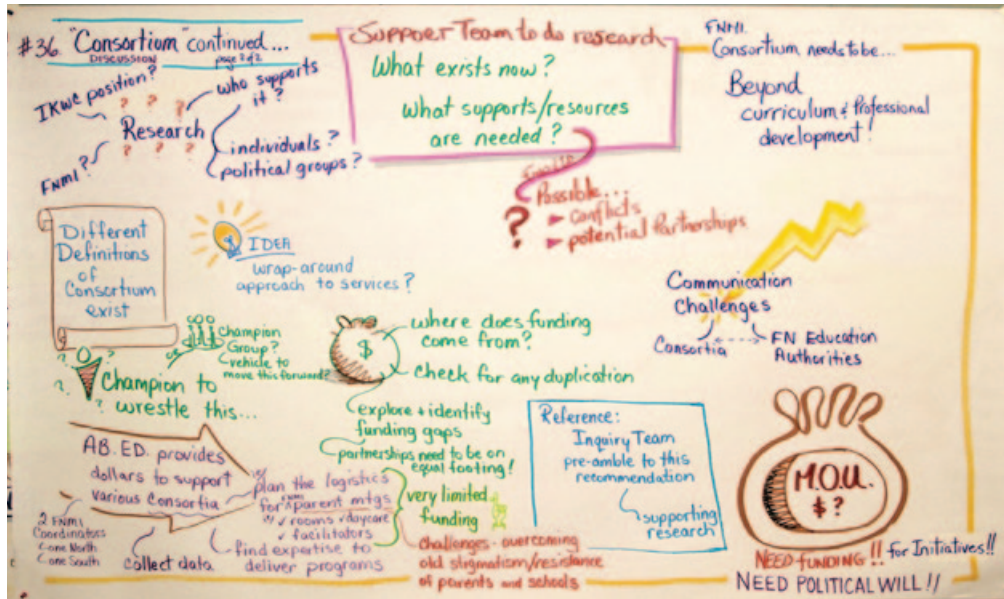 #36 "Consortium" continued...
DISCUSSION page 2 of 2
IKWC position?
who supports
it?
Research
? ? ?
? ? ? ?
individuals?
political groups?
FNMI?
Support Team to do research
What exists now?
What supports/resources
are needed?
could be
Possible...
?
► conflicts
► potential Partnerships
FNMI
Consortium needs to be...
Beyond
curriculum & Professional
development!
Different
Definitions
of
Consortium
exist
IDEA
wrap-around
approach to services?
Communication
Challenges
Consortia
FN Education
Authorities
or
Champion
Group?
vehicle to
move this forward?
? ?
? ?
Champion to
wrestle this...
$
where does funding
come from?
check for any duplication
explore + identify
funding gaps
partnerships need to be on
equal footing!
very limited
funding
challenges - overcoming
old stigmatism/resistance
of parents and schools
AB. ED. provides
dollars to support
various Consortia
2 FNMI
Coordinators
one North
one South
collect data
plan the logistics
for FNMI parent mtgs
w/ ✓ rooms ✓ daycare
✓ facilitators
find expertise to
deliver programs
Reference:
Inquiry Team
pre-amble to this
recommendation
supporting
research
M.O.U.
$?
NEED FUNDING!! for Initiatives!!
NEED POLITICAL WILL!!